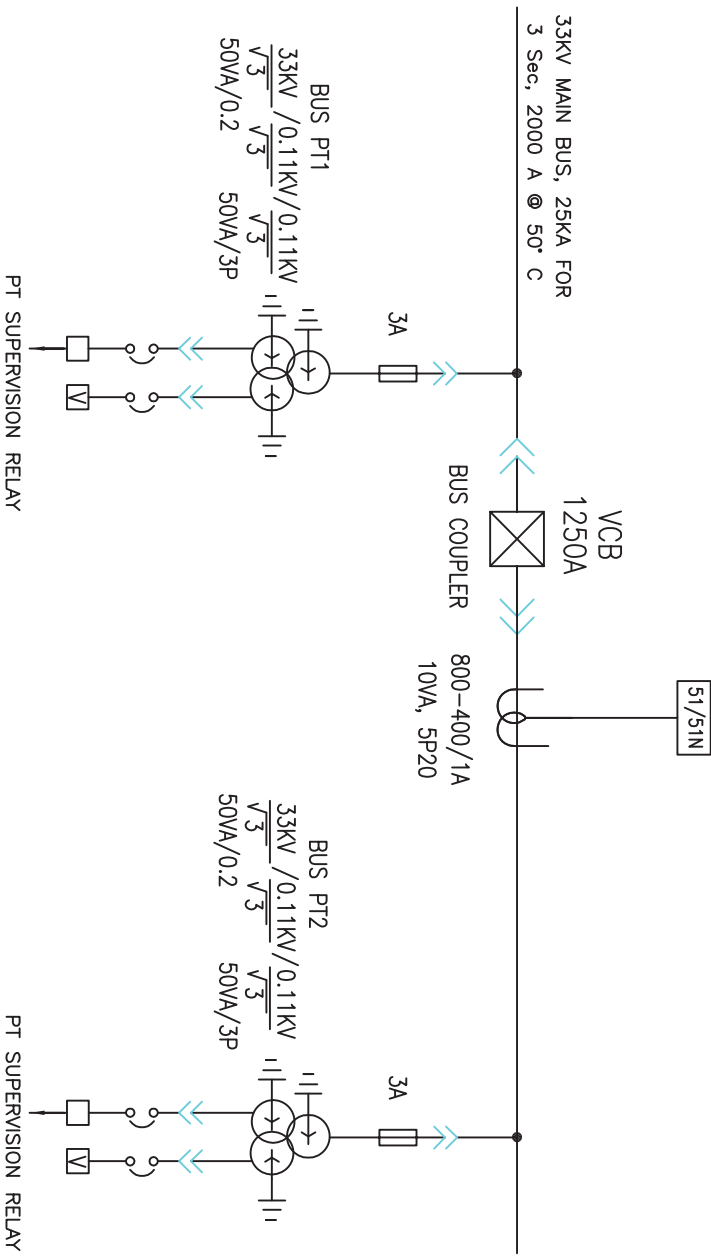 33KV MAIN BUS, 25KA FOR
3 Sec, 2000 A @ 50° C
BUS PT1
33KV/0.11KV/0.11KV
√3 √3 √3
50VA/0.2 50VA/3P
3A
PT SUPERVISION RELAY
V
VCB
1250A
BUS COUPLER
800-400/1A
10VA, 5P20
51/51N
BUS PT2
33KV/0.11KV/0.11KV
√3 √3 √3
50VA/0.2 50VA/3P
3A
PT SUPERVISION RELAY
V